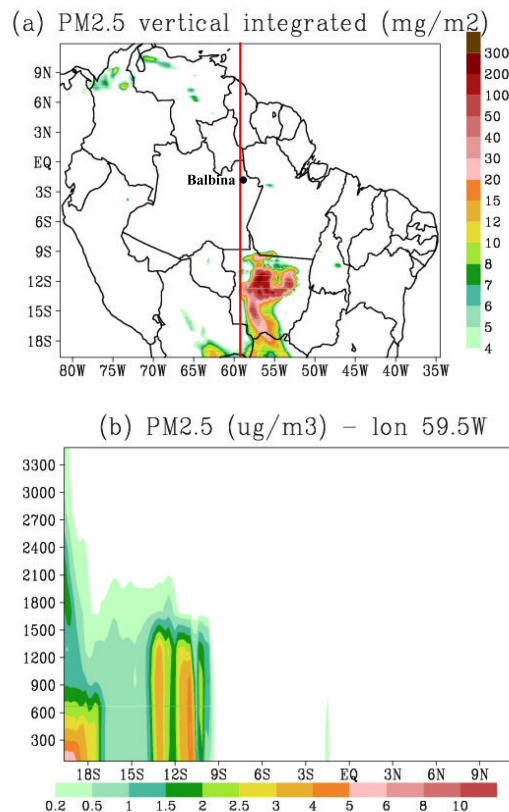 (a) PM2.5 vertical integrated (mg/m2)
9N
6N
3N
EQ
3S
6S
9S
12S
15S
18S
Balbina
80W 75W 70W 65W 60W 55W 50W 45W 40W 35W
300
200
100
50
40
30
20
15
12
10
8
7
6
5
4
(b) PM2.5 (ug/m3) – lon 59.5W
3300
3000
2700
2400
2100
1800
1500
1200
900
600
300
18S 15S 12S 9S 6S 3S EQ 3N 6N 9N
0.2 0.5 1 1.5 2 2.5 3 4 5 6 8 10